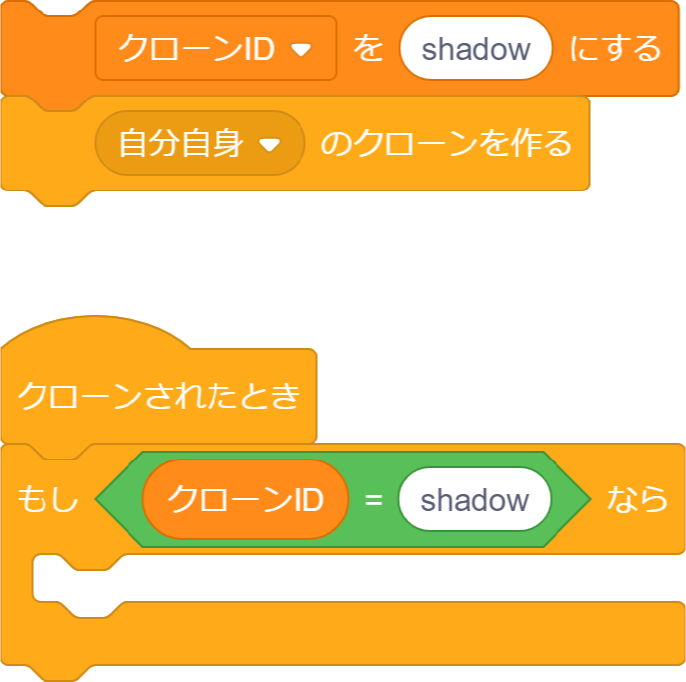 クローンID を shadow にする
自分自身 のクローンを作る
クローンされたとき
もし クローンID = shadow なら